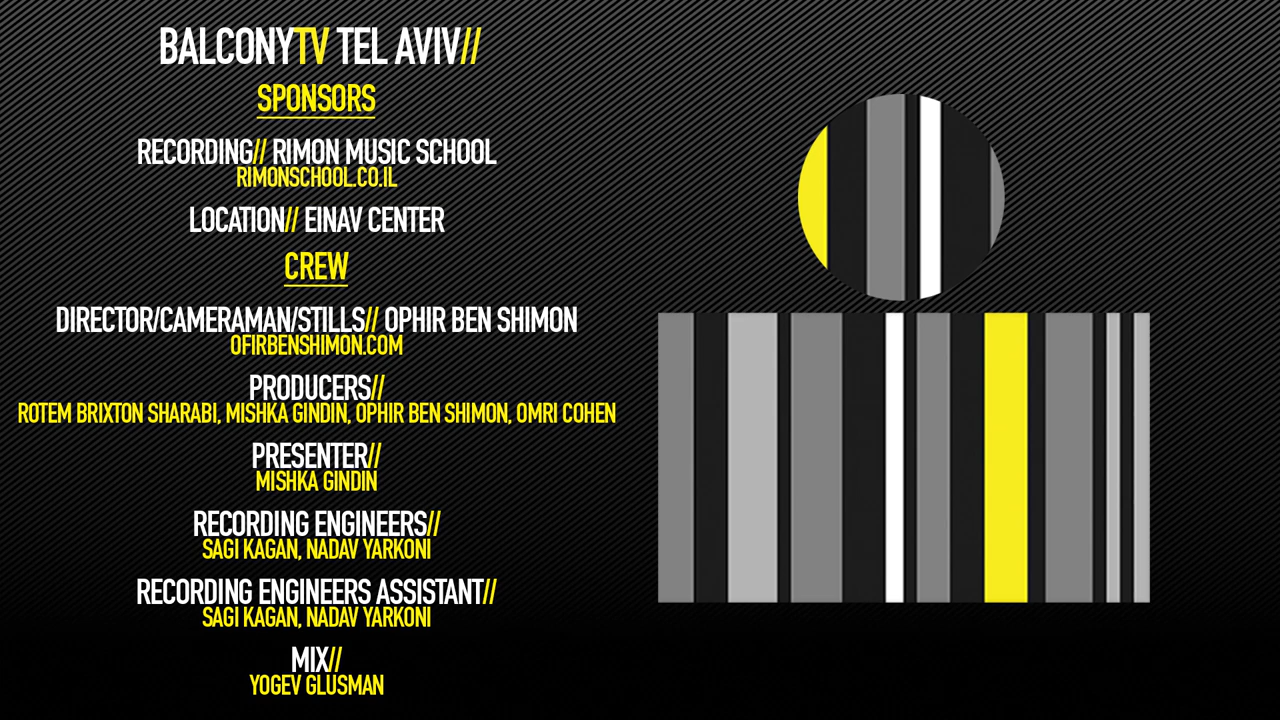 BALCONYTV TEL AVIV//
SPONSORS
RECORDING// RIMON MUSIC SCHOOL
RIMONSCHOOL.CO.IL
LOCATION// EINAV CENTER
CREW
DIRECTOR/CAMERAMAN/STILLS// OPHIR BEN SHIMON
OFIRBENSHIMON.COM
PRODUCERS//
ROTEM BRIXTON SHARABI, MISHKA GINDIN, OPHIR BEN SHIMON, OMRI COHEN
PRESENTER//
MISHKA GINDIN
RECORDING ENGINEERS//
SAGI KAGAN, NADAV YARKONI
RECORDING ENGINEERS ASSISTANT//
SAGI KAGAN, NADAV YARKONI
MIX//
YOGEV GLUSMAN